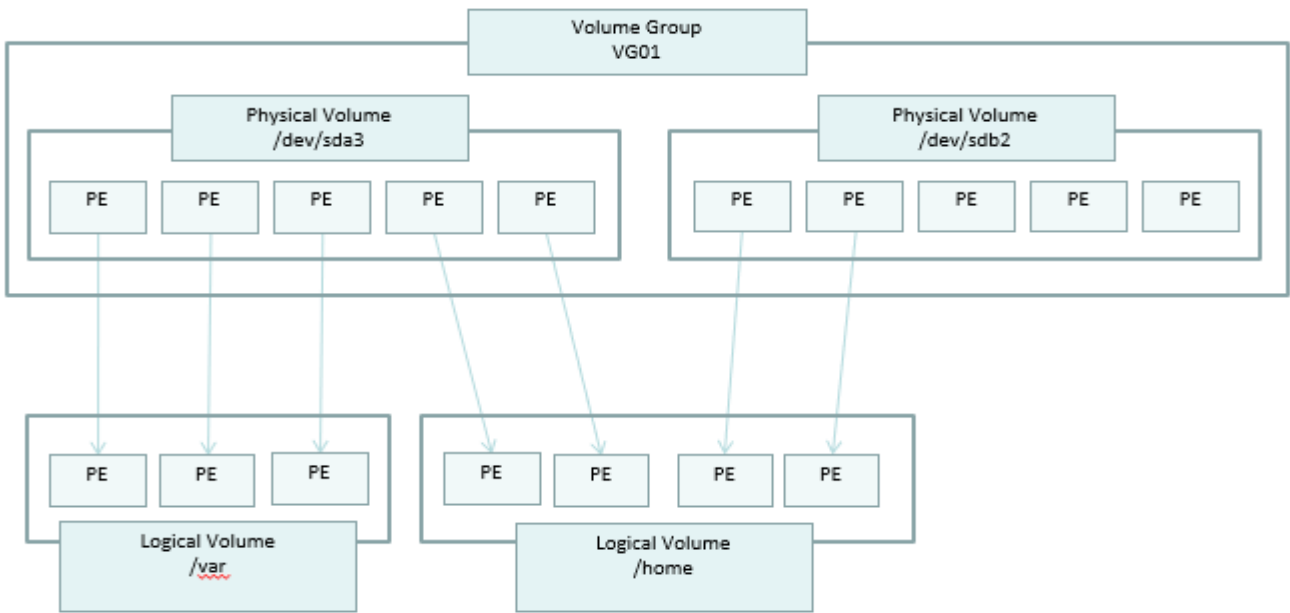 Volume Group
VG01
Physical Volume
/dev/sda3
Physical Volume
/dev/sdb2
PE PE PE PE PE PE PE PE PE PE
PE PE PE PE PE PE PE
Logical Volume
/var
Logical Volume
/home